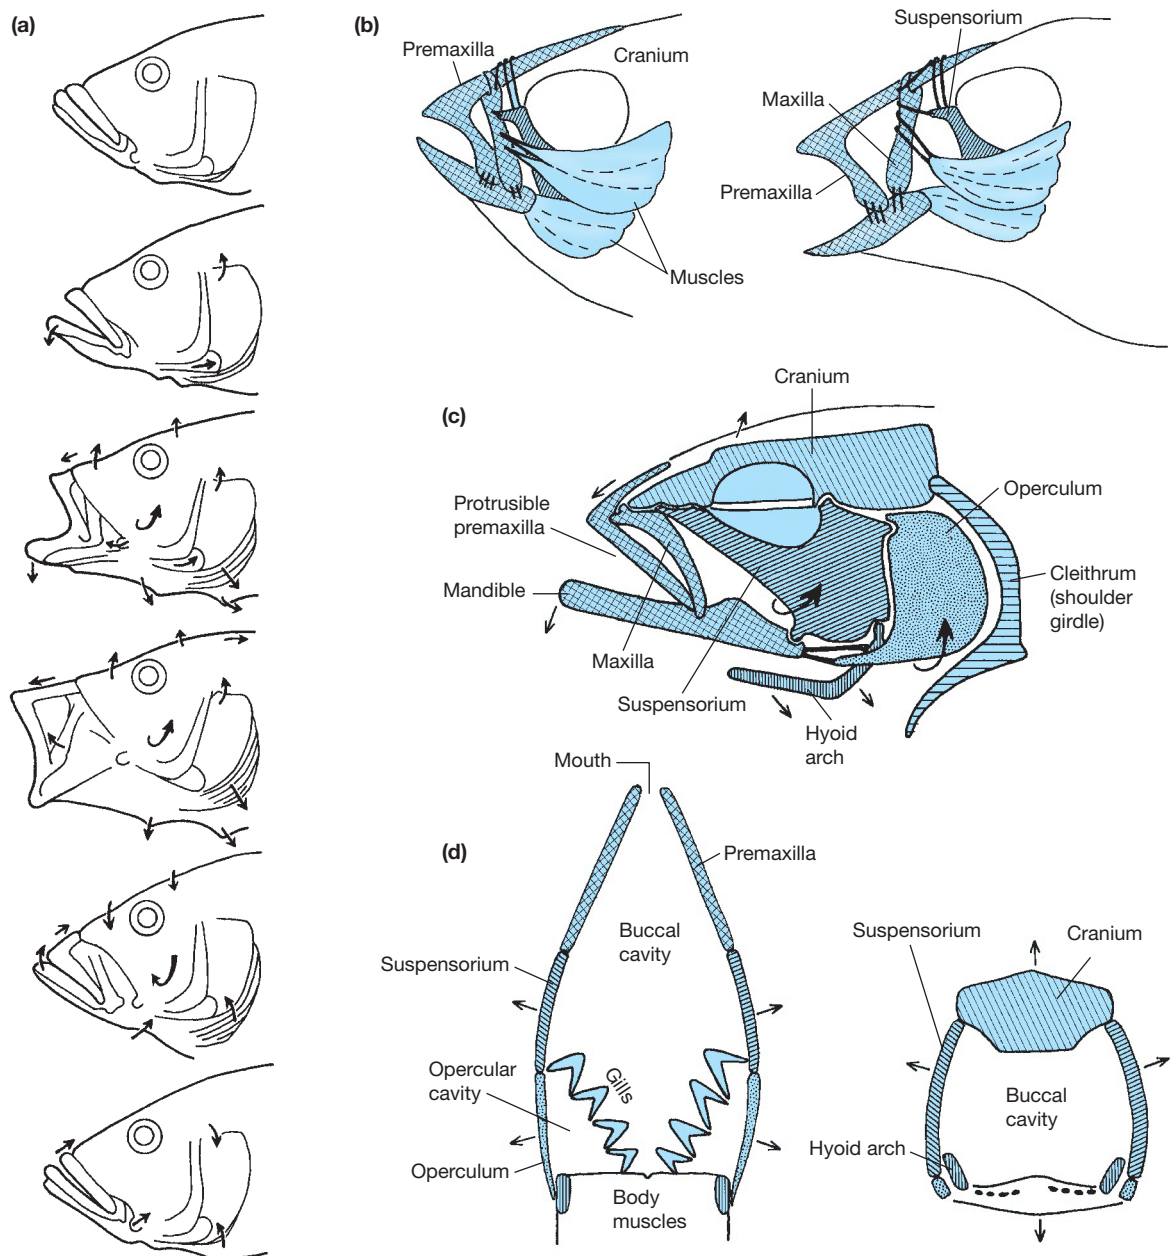 (a)
(b)
Premaxilla
Cranium
Suspensorium
Maxilla
Premaxilla
Muscles
(c)
Cranium
Operculum
Protrusible
premaxilla
Mandible
Cleithrum
(shoulder
girdle)
Maxilla
Suspensorium
Hyoid
arch
(d)
Mouth
Premaxilla
Buccal
cavity
Suspensorium
Opercular
cavity
Gills
Operculum
Body
muscles
Suspensorium
Cranium
Buccal
cavity
Hyoid arch